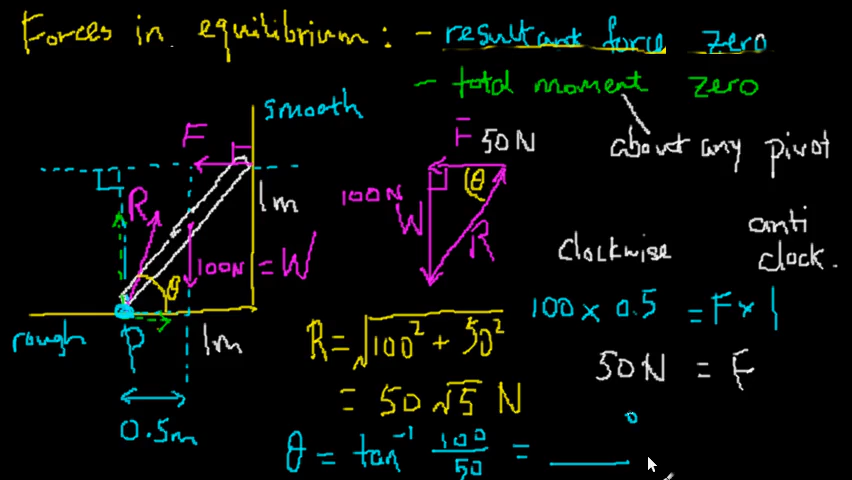 Forces in equilibrium : - resultant force zero
- total moment zero
about any pivot
smooth
F
R
1m
100N = W
θ
rough
P
1m
0.5m
F 50N
100N
W
θ
R
clockwise
anti
clock.
100 × 0.5 = F × 1
50N = F
R = √100² + 50²
= 50√5 N
θ = tan⁻¹ 100/50 = ____°